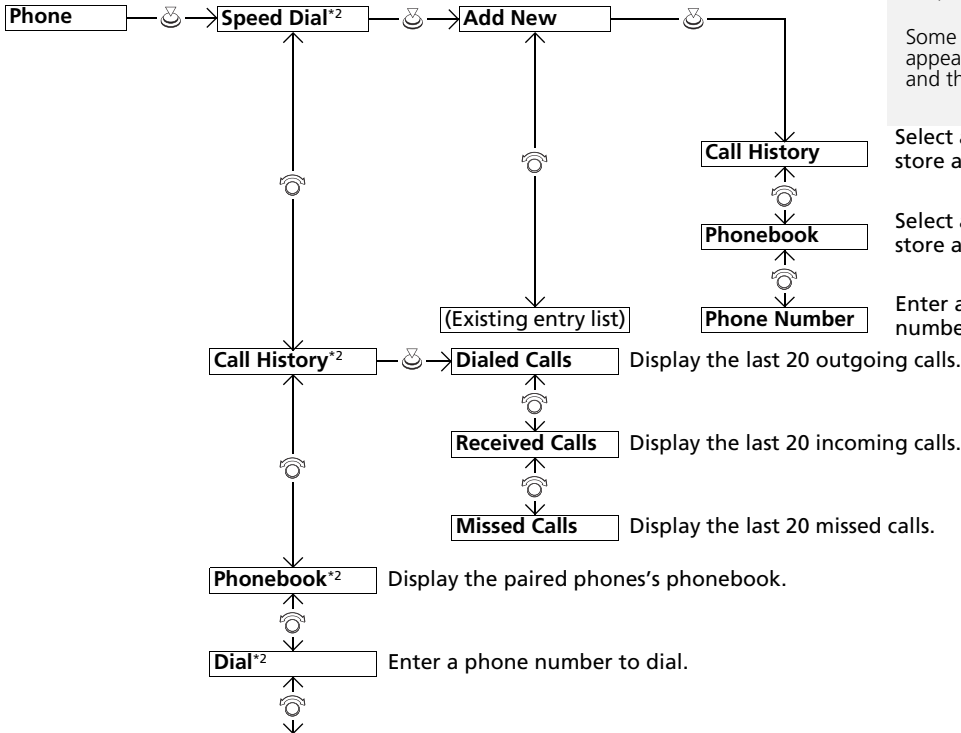 Phone
Speed Dial*2
Add New
Some
appea
and th
Call History
Select a
store a
Phonebook
Select a
store a
Phone Number
Enter a
numbe
(Existing entry list)
Call History*2
Dialed Calls
Display the last 20 outgoing calls.
Received Calls
Display the last 20 incoming calls.
Missed Calls
Display the last 20 missed calls.
Phonebook*2
Display the paired phones's phonebook.
Dial*2
Enter a phone number to dial.